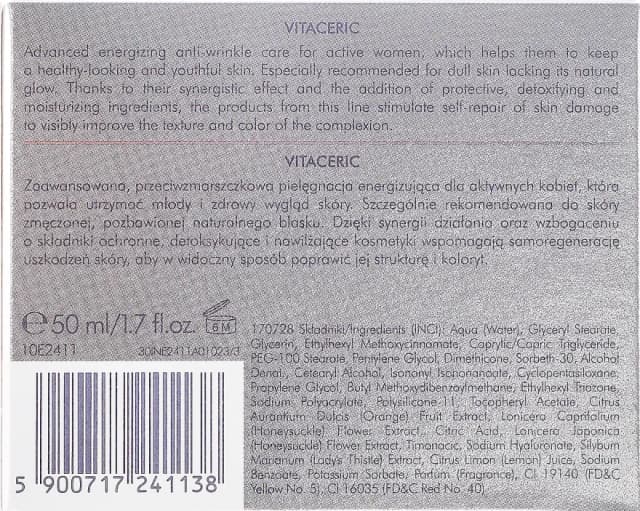 VITACERIC
Advanced energizing anti-wrinkle care for active women, which helps them to keep
a healthy-looking and youthful skin. Especially recommended for dull skin lacking its natural
glow. Thanks to their synergistic effect and the addition of protective, detoxifying and
moisturizing ingredients, the products from this line stimulate self-repair of skin damage
to visibly improve the texture and color of the complexion.
VITACERIC
Zaawansowana, przeciwzmarszczkowa pielęgnacja energizująca dla aktywnych kobiet, która
pozwala utrzymać młody i zdrowy wygląd skóry. Szczególnie rekomendowana do skóry
zmęczonej, pozbawionej naturalnego blasku. Dzięki synergii działania oraz wzbogaceniu
o składniki ochronne, detoksykujące i nawilżające kosmetyki wspomagają samoregenerację
uszkodzeń skóry, aby w widoczny sposób poprawić jej strukturę i koloryt.
℮50 ml/1.7 fl.oz. 6M
10E2411 30/NE2411A01023/3
170728 Składniki/Ingredients (INCI): Aqua (Water), Glyceryl Stearate,
Glycerin, Ethylhexyl Methoxycinnamate, Caprylic/Capric Triglyceride,
PEG-100 Stearate, Pentylene Glycol, Dimethicone, Sorbeth-30, Alcohol
Denat., Cetearyl Alcohol, Isononyl Isononanoate, Cyclopentasiloxane,
Propylene Glycol, Butyl Methoxydibenzoylmethane, Ethylhexyl Triazone,
Sodium Polyacrylate, Polysilicone-11, Tocopheryl Acetate, Citrus
Aurantium Dulcis (Orange) Fruit Extract, Lonicera Caprifolium
(Honeysuckle) Flower Extract, Citric Acid, Lonicera Japonica
(Honeysuckle) Flower Extract, Timonacic, Sodium Hyaluronate, Silybum
Marianum (Lady's Thistle) Extract, Citrus Limon (Lemon) Juice, Sodium
Benzoate, Potassium Sorbate, Parfum (Fragrance), CI 19140 (FD&C
Yellow No. 5), CI 16035 (FD&C Red No. 40)
5 900717 241138